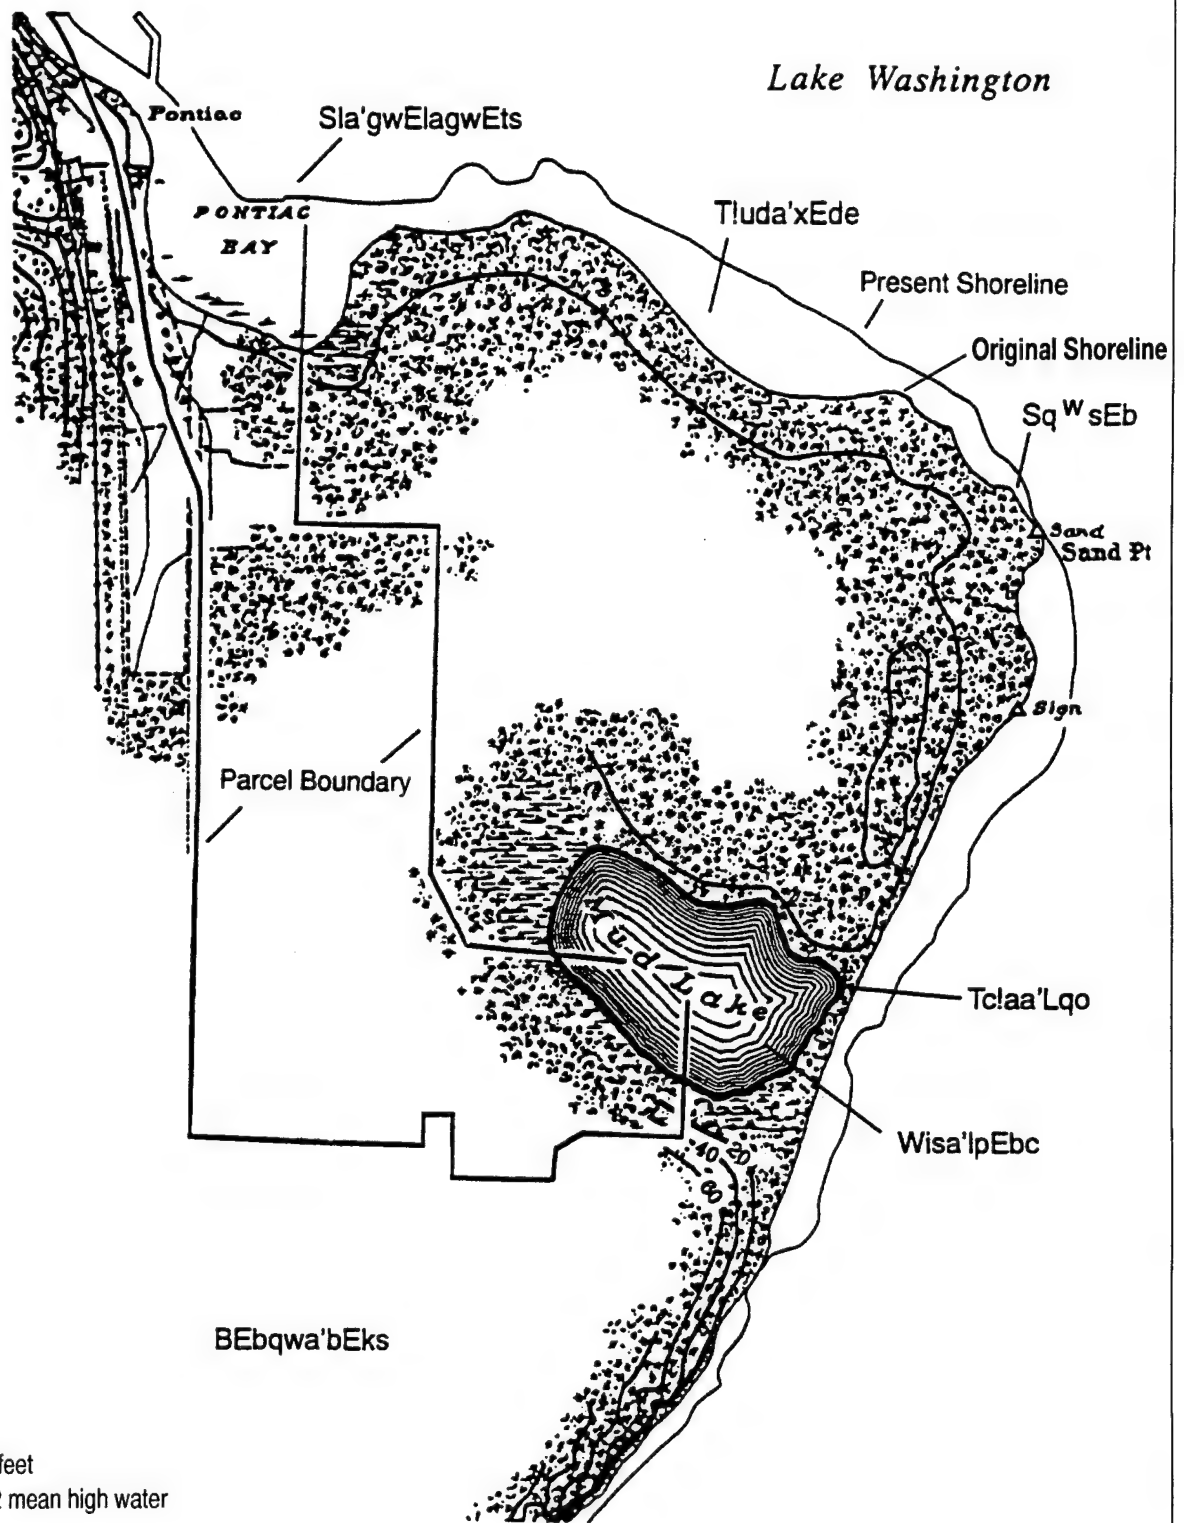 Lake Washington
Pontiac
Sla'gwElagwEts
PONTIAC
BAY
T!uda'xEde
Present Shoreline
Original Shoreline
Sq w sEb
Sand
Sand Pt
Sign
Parcel Boundary
Mud Lake
Tc!aa'Lqo
Wisa'lpEbc
20
40
60
BEbqwa'bEks
feet
mean high water